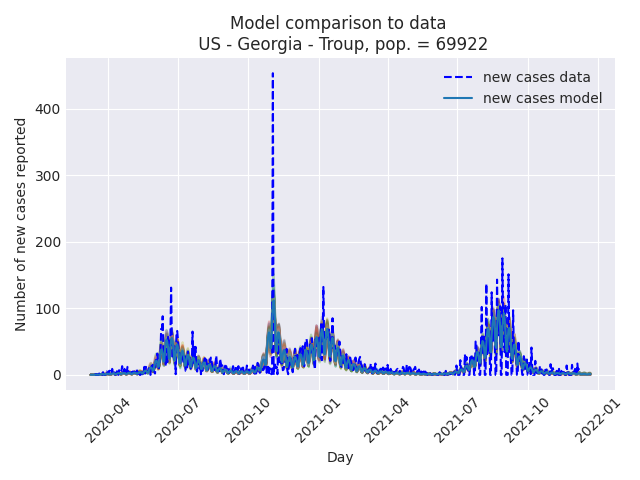 Model comparison to data
US - Georgia - Troup, pop. = 69922
new cases data
new cases model
Number of new cases reported
400
300
200
100
0
2020-04
2020-07
2020-10
2021-01
2021-04
2021-07
2021-10
2022-01
Day